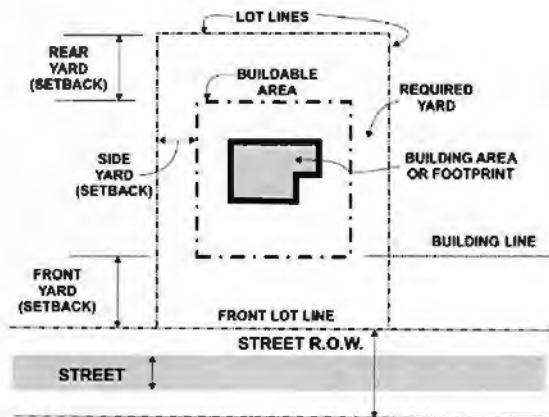 LOT LINES
REAR
YARD
(SETBACK)
BUILDABLE
AREA
REQUIRED
YARD
SIDE
YARD
(SETBACK)
BUILDING AREA
OR FOOTPRINT
BUILDING LINE
FRONT
YARD
(SETBACK)
FRONT LOT LINE
STREET R.O.W.
STREET